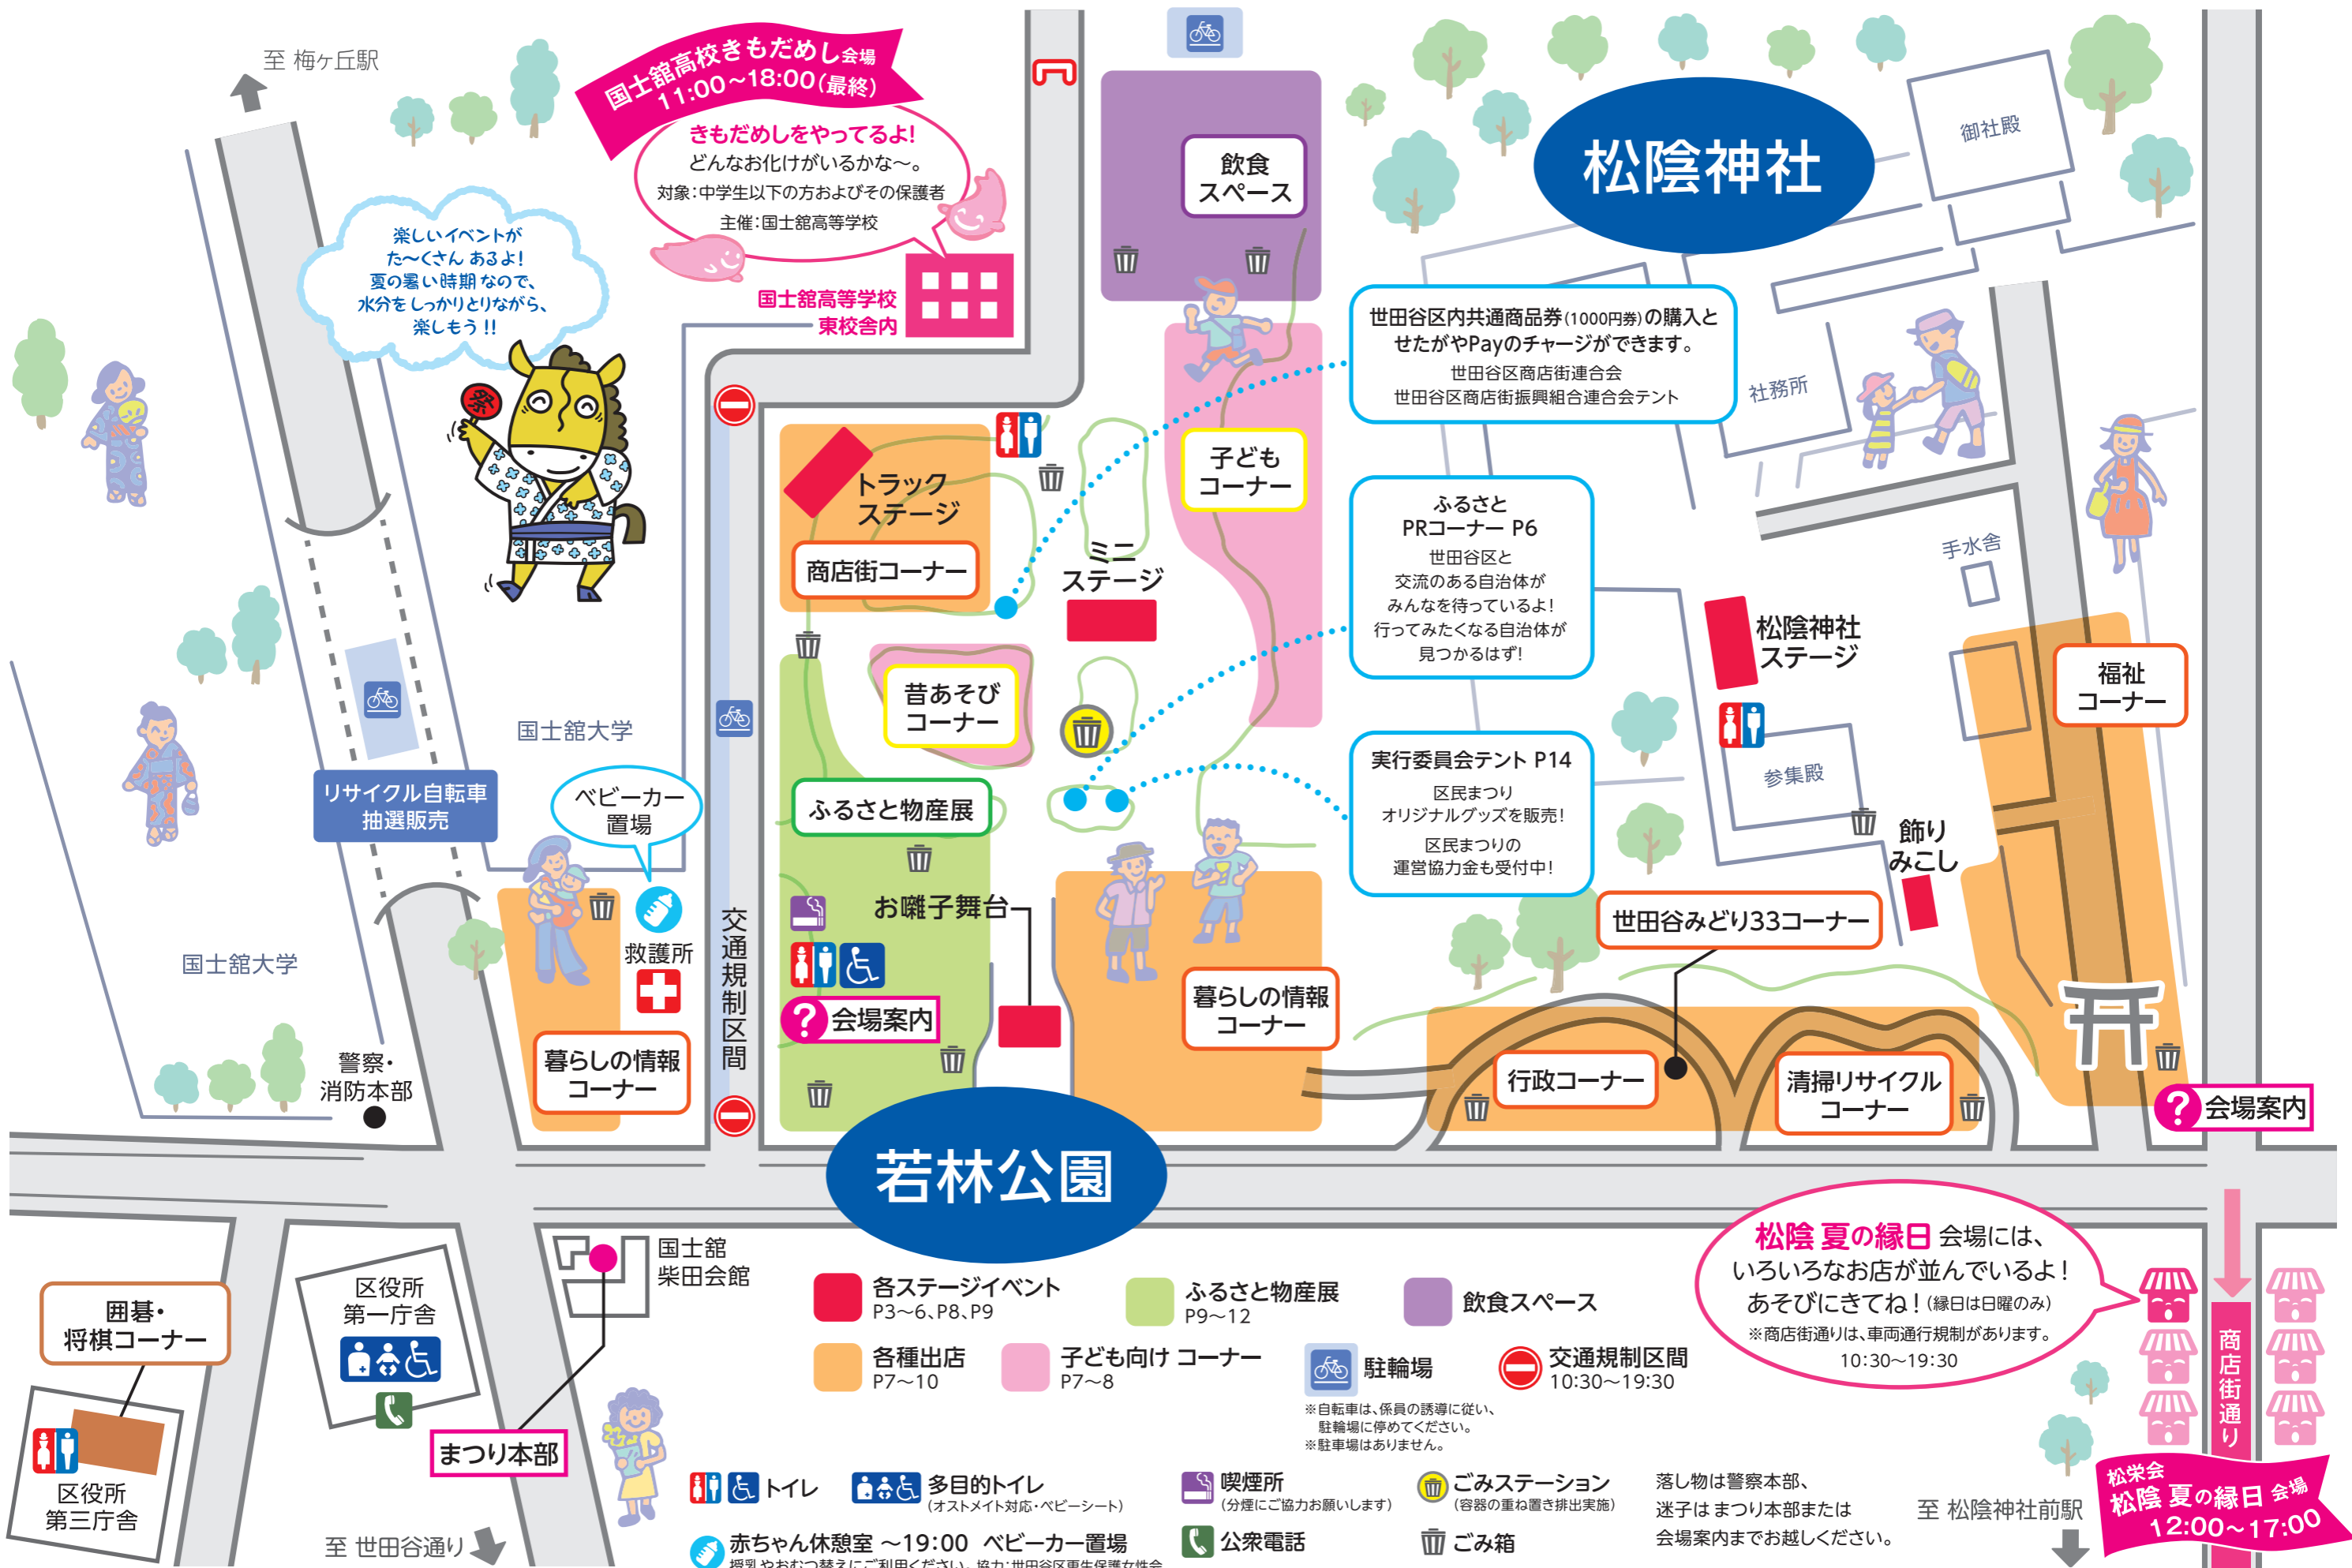 至 梅ヶ丘駅
国士舘高校きもだめし会場
11:00～18:00(最終)
きもだめしをやってるよ!
どんなお化けがいるかな～。
対象:中学生以下の方およびその保護者
主催:国士舘高等学校
国士舘高等学校
東校舎内
楽しいイベントが
た～くさん あるよ!
夏の暑い時期なので、
水分をしっかりとりながら、
楽しもう!!
祭
飲食
スペース
松陰神社
御社殿
世田谷区内共通商品券(1000円券)の購入と
せたがやPayのチャージができます。
世田谷区商店街連合会
世田谷区商店街振興組合連合会テント
社務所
トラック
ステージ
商店街コーナー
子ども
コーナー
ミニ
ステージ
ふるさと
PRコーナー P6
世田谷区と
交流のある自治体が
みんなを待っているよ!
行ってみたくなる自治体が
見つかるはず!
手水舎
松陰神社
ステージ
福祉
コーナー
昔あそび
コーナー
国士舘大学
リサイクル自転車
抽選販売
ベビーカー
置場
ふるさと物産展
実行委員会テント P14
区民まつり
オリジナルグッズを販売!
区民まつりの
運営協力金も受付中!
参集殿
飾り
みこし
お囃子舞台
世田谷みどり33コーナー
救護所
交通規制区間
国士舘大学
? 会場案内
暮らしの情報
コーナー
暮らしの情報
コーナー
警察・
消防本部
行政コーナー
清掃リサイクル
コーナー
? 会場案内
若林公園
国士舘
柴田会館
区役所
第一庁舎
囲碁・
将棋コーナー
まつり本部
区役所
第三庁舎
至 世田谷通り
松陰 夏の縁日 会場には、
いろいろなお店が並んでいるよ!
あそびにきてね!(縁日は日曜のみ)
※商店街通りは、車両通行規制があります。
10:30～19:30
商店街通り
各ステージイベント
P3～6、P8、P9
ふるさと物産展
P9～12
飲食スペース
各種出店
P7～10
子ども向け コーナー
P7～8
駐輪場
※自転車は、係員の誘導に従い、
駐輪場に停めてください。
※駐車場はありません。
交通規制区間
10:30～19:30
トイレ
多目的トイレ
(オストメイト対応・ベビーシート)
喫煙所
(分煙にご協力お願いします)
ごみステーション
(容器の重ね置き排出実施)
赤ちゃん休憩室 ～19:00 ベビーカー置場
授乳やおむつ替えにご利用ください。協力:世田谷区更生保護女性会
公衆電話
ごみ箱
落し物は警察本部、
迷子はまつり本部または
会場案内までお越しください。
至 松陰神社前駅
松栄会
松陰 夏の縁日 会場
12:00～17:00